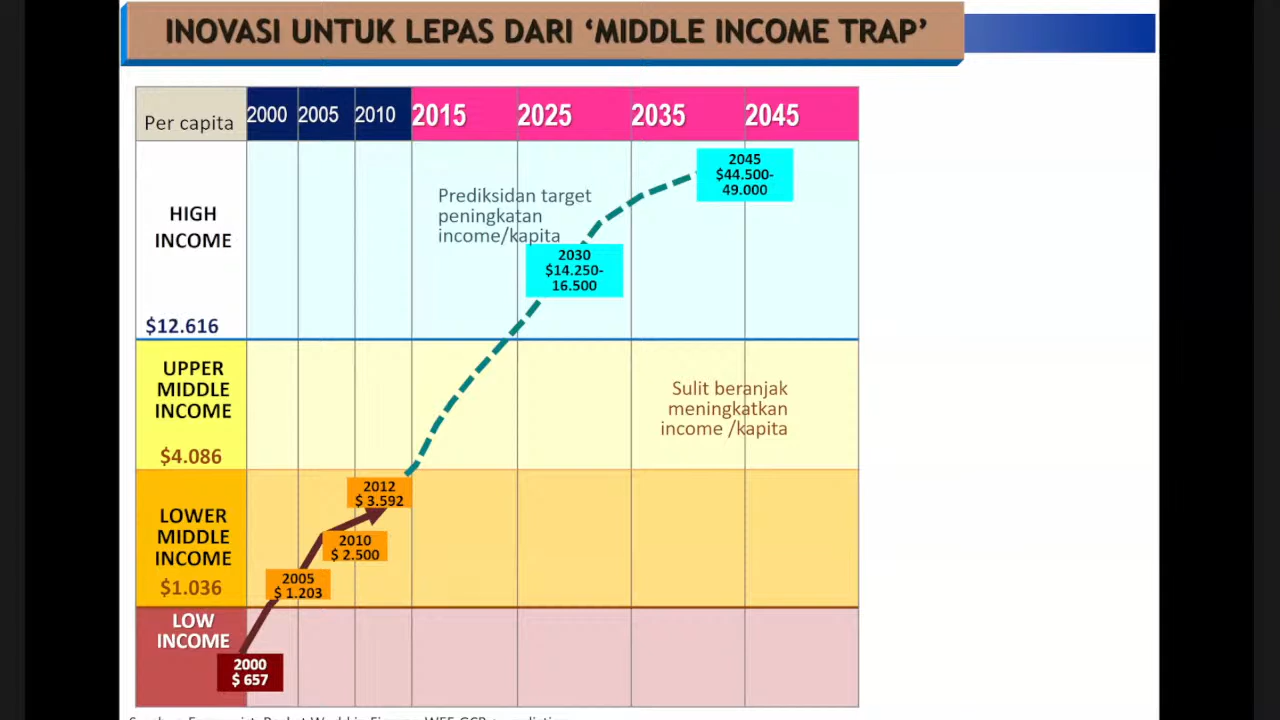 INOVASI UNTUK LEPAS DARI ‘MIDDLE INCOME TRAP’
Per capita
2000
2005
2010
2015
2025
2035
2045
HIGH
INCOME
$12.616
Prediksidan target
peningkatan
income/kapita
2045
$44.500-
49.000
2030
$14.250-
16.500
UPPER
MIDDLE
INCOME
$4.086
Sulit beranjak
meningkatkan
income /kapita
LOWER
MIDDLE
INCOME
$1.036
2012
$ 3.592
2010
$ 2.500
2005
$ 1.203
LOW
INCOME
2000
$ 657